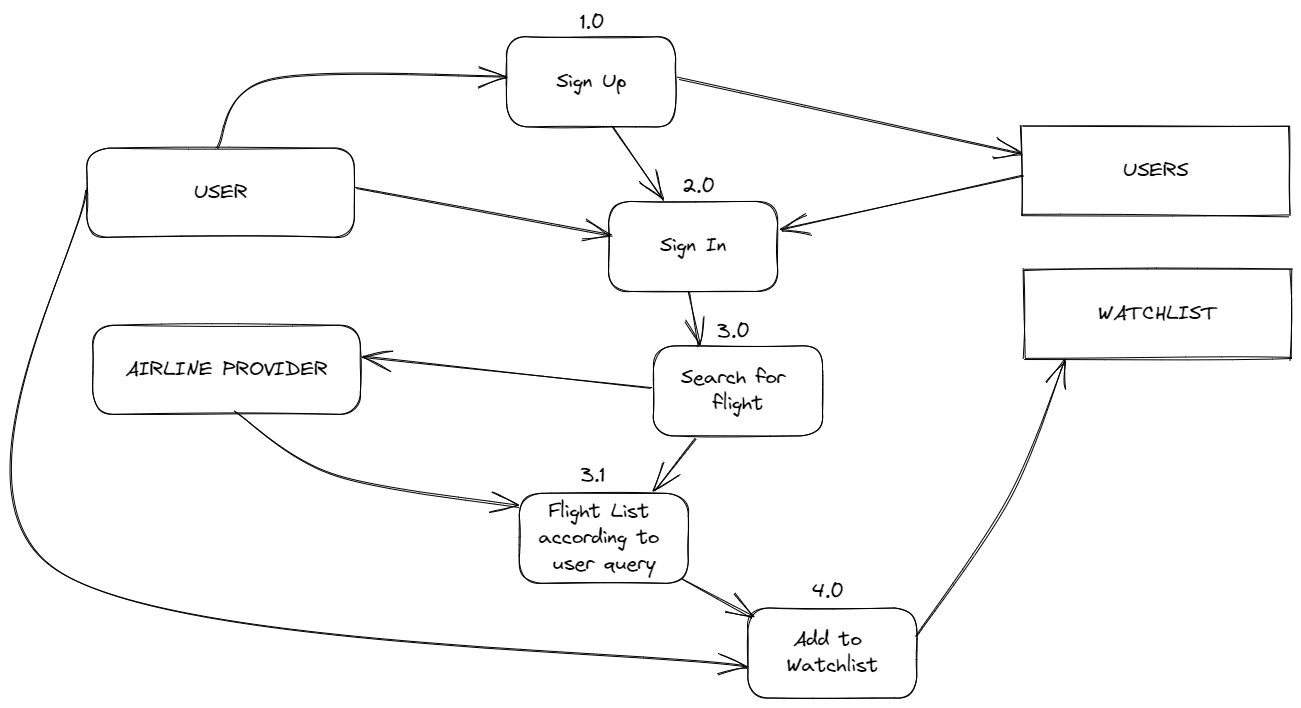 1.0
Sign Up
USER
USERS
2.0
Sign In
WATCHLIST
3.0
AIRLINE PROVIDER
Search for
flight
3.1
Flight List
according to
user query
4.0
Add to
Watchlist